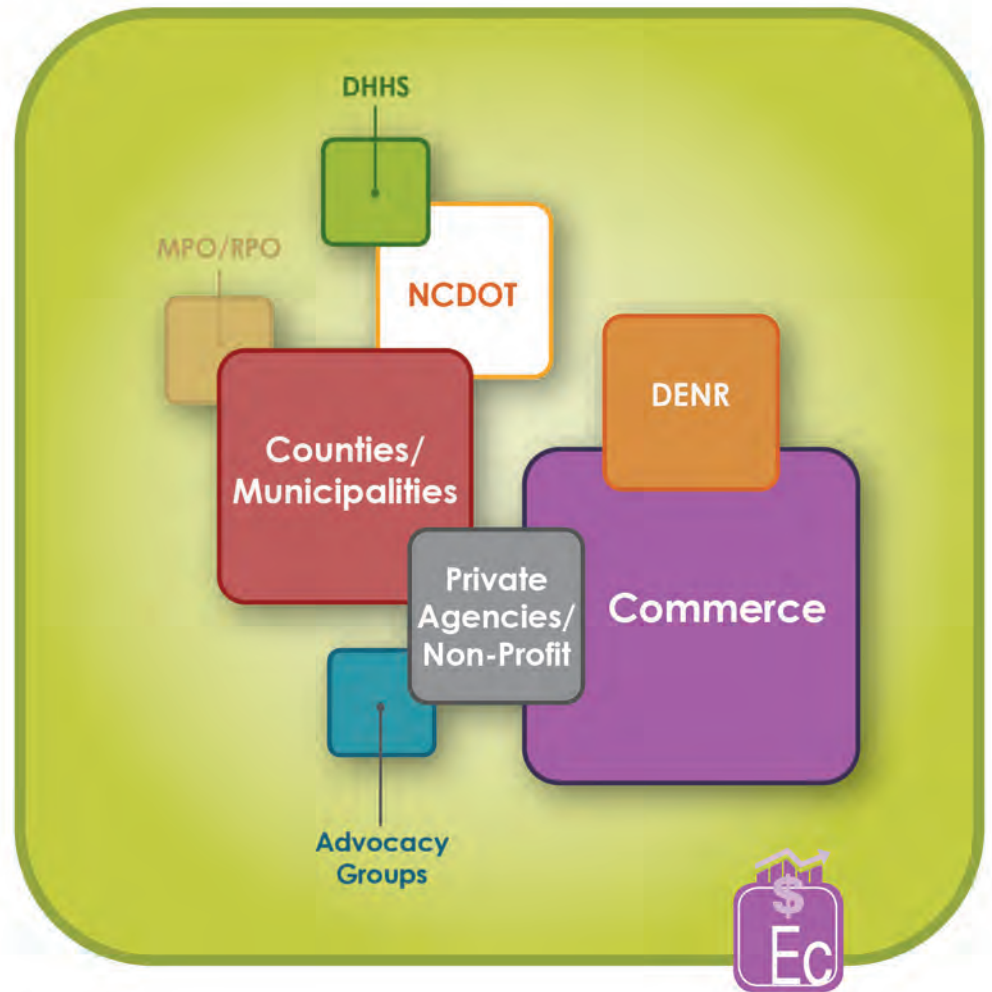 DHHS
MPO/RPO
NCDOT
DENR
Counties/
Municipalities
Private
Agencies/
Non-Profit
Commerce
Advocacy
Groups
$
Ec